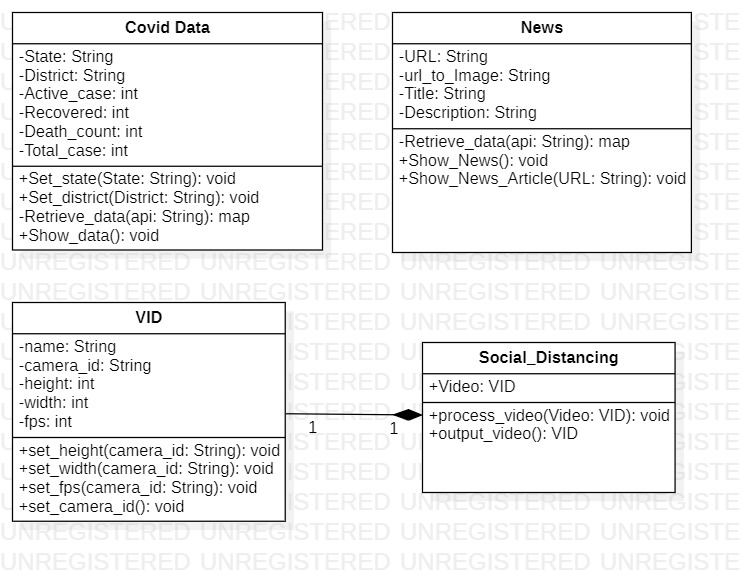 Covid Data
-State: String
-District: String
-Active_case: int
-Recovered: int
-Death_count: int
-Total_case: int
+Set_state(State: String): void
+Set_district(District: String): void
-Retrieve_data(api: String): map
+Show_data(): void
News
-URL: String
-url_to_Image: String
-Title: String
-Description: String
-Retrieve_data(api: String): map
+Show_News(): void
+Show_News_Article(URL: String): void
UNREGISTERED UNREGISTERED UNREGISTERED UNREGISTE
VID
-name: String
-camera_id: String
-height: int
-width: int
-fps: int
+set_height(camera_id: String): void
+set_width(camera_id: String): void
+set_fps(camera_id: String): void
+set_camera_id(): void
1
1
Social_Distancing
+Video: VID
+process_video(Video: VID): void
+output_video(): VID
UNREGISTERED UNREGISTERED UNREGISTERED UNREGISTE
UNREGISTERED UNREGISTERED UNREGISTERED UNREGISTE